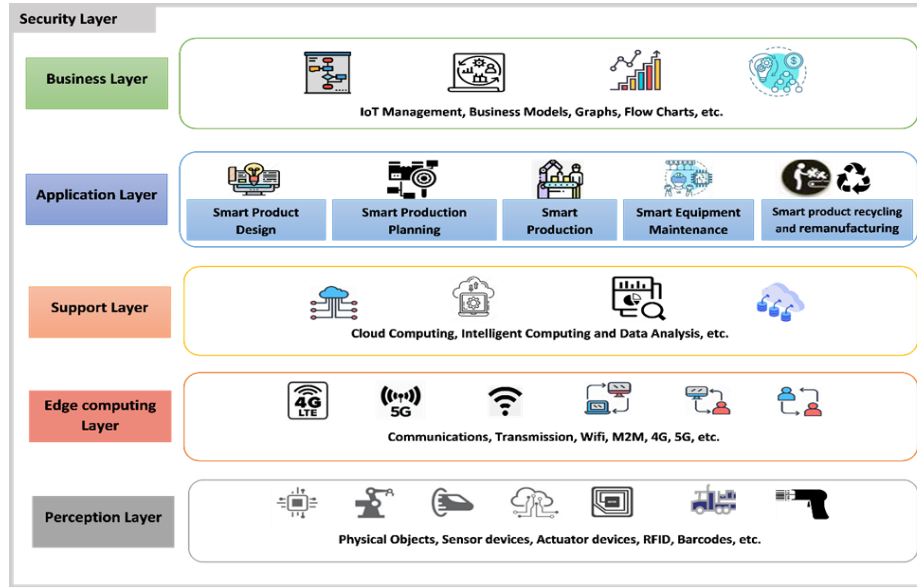 Security Layer
Business Layer
IoT Management, Business Models, Graphs, Flow Charts, etc.
Application Layer
Smart Product
Design
Smart Production
Planning
Smart
Production
Smart Equipment
Maintenance
Smart product recycling
and remanufacturing
Support Layer
Cloud Computing, Intelligent Computing and Data Analysis, etc.
Edge computing
Layer
4G
LTE
5G
Communications, Transmission, Wifi, M2M, 4G, 5G, etc.
Perception Layer
Physical Objects, Sensor devices, Actuator devices, RFID, Barcodes, etc.